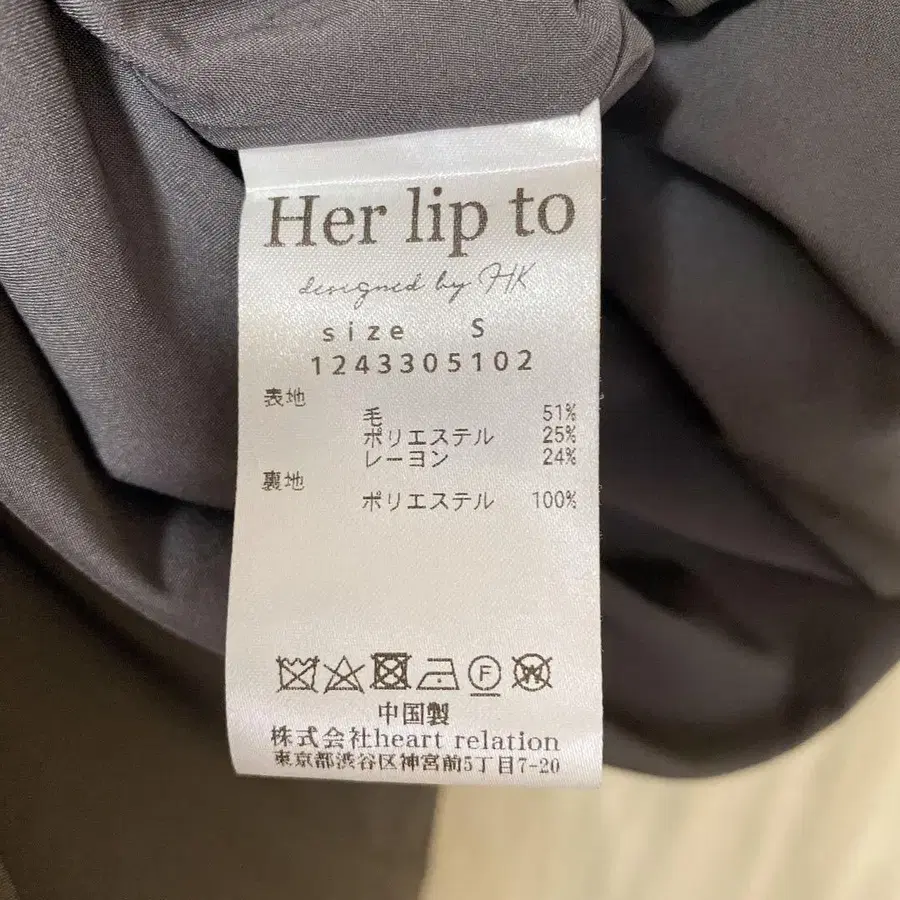 Her lip to
designed by HK
size S
1243305102
表地
毛 51%
ポリエステル 25%
レーヨン 24%
裏地
ポリエステル 100%
F W
中国製
株式会社heart relation
東京都渋谷区神宮前5丁目7-20